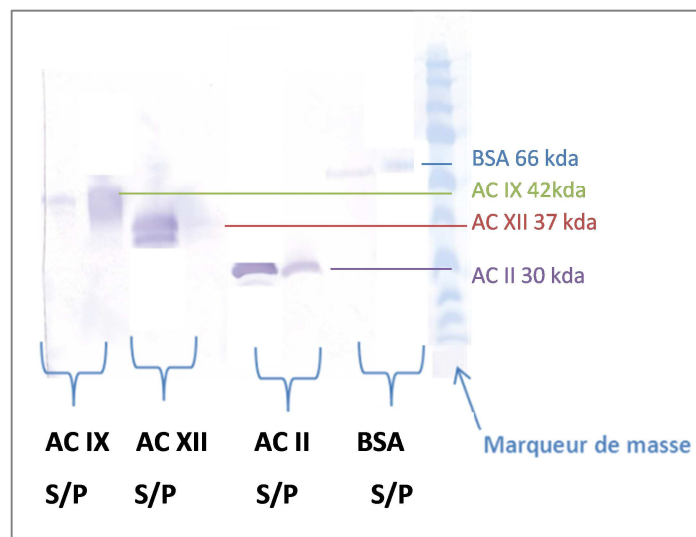 BSA 66 kda
AC IX 42kda
AC XII 37 kda
AC II 30 kda
AC IX AC XII AC II BSA
Marqueur de masse
S/P S/P S/P S/P